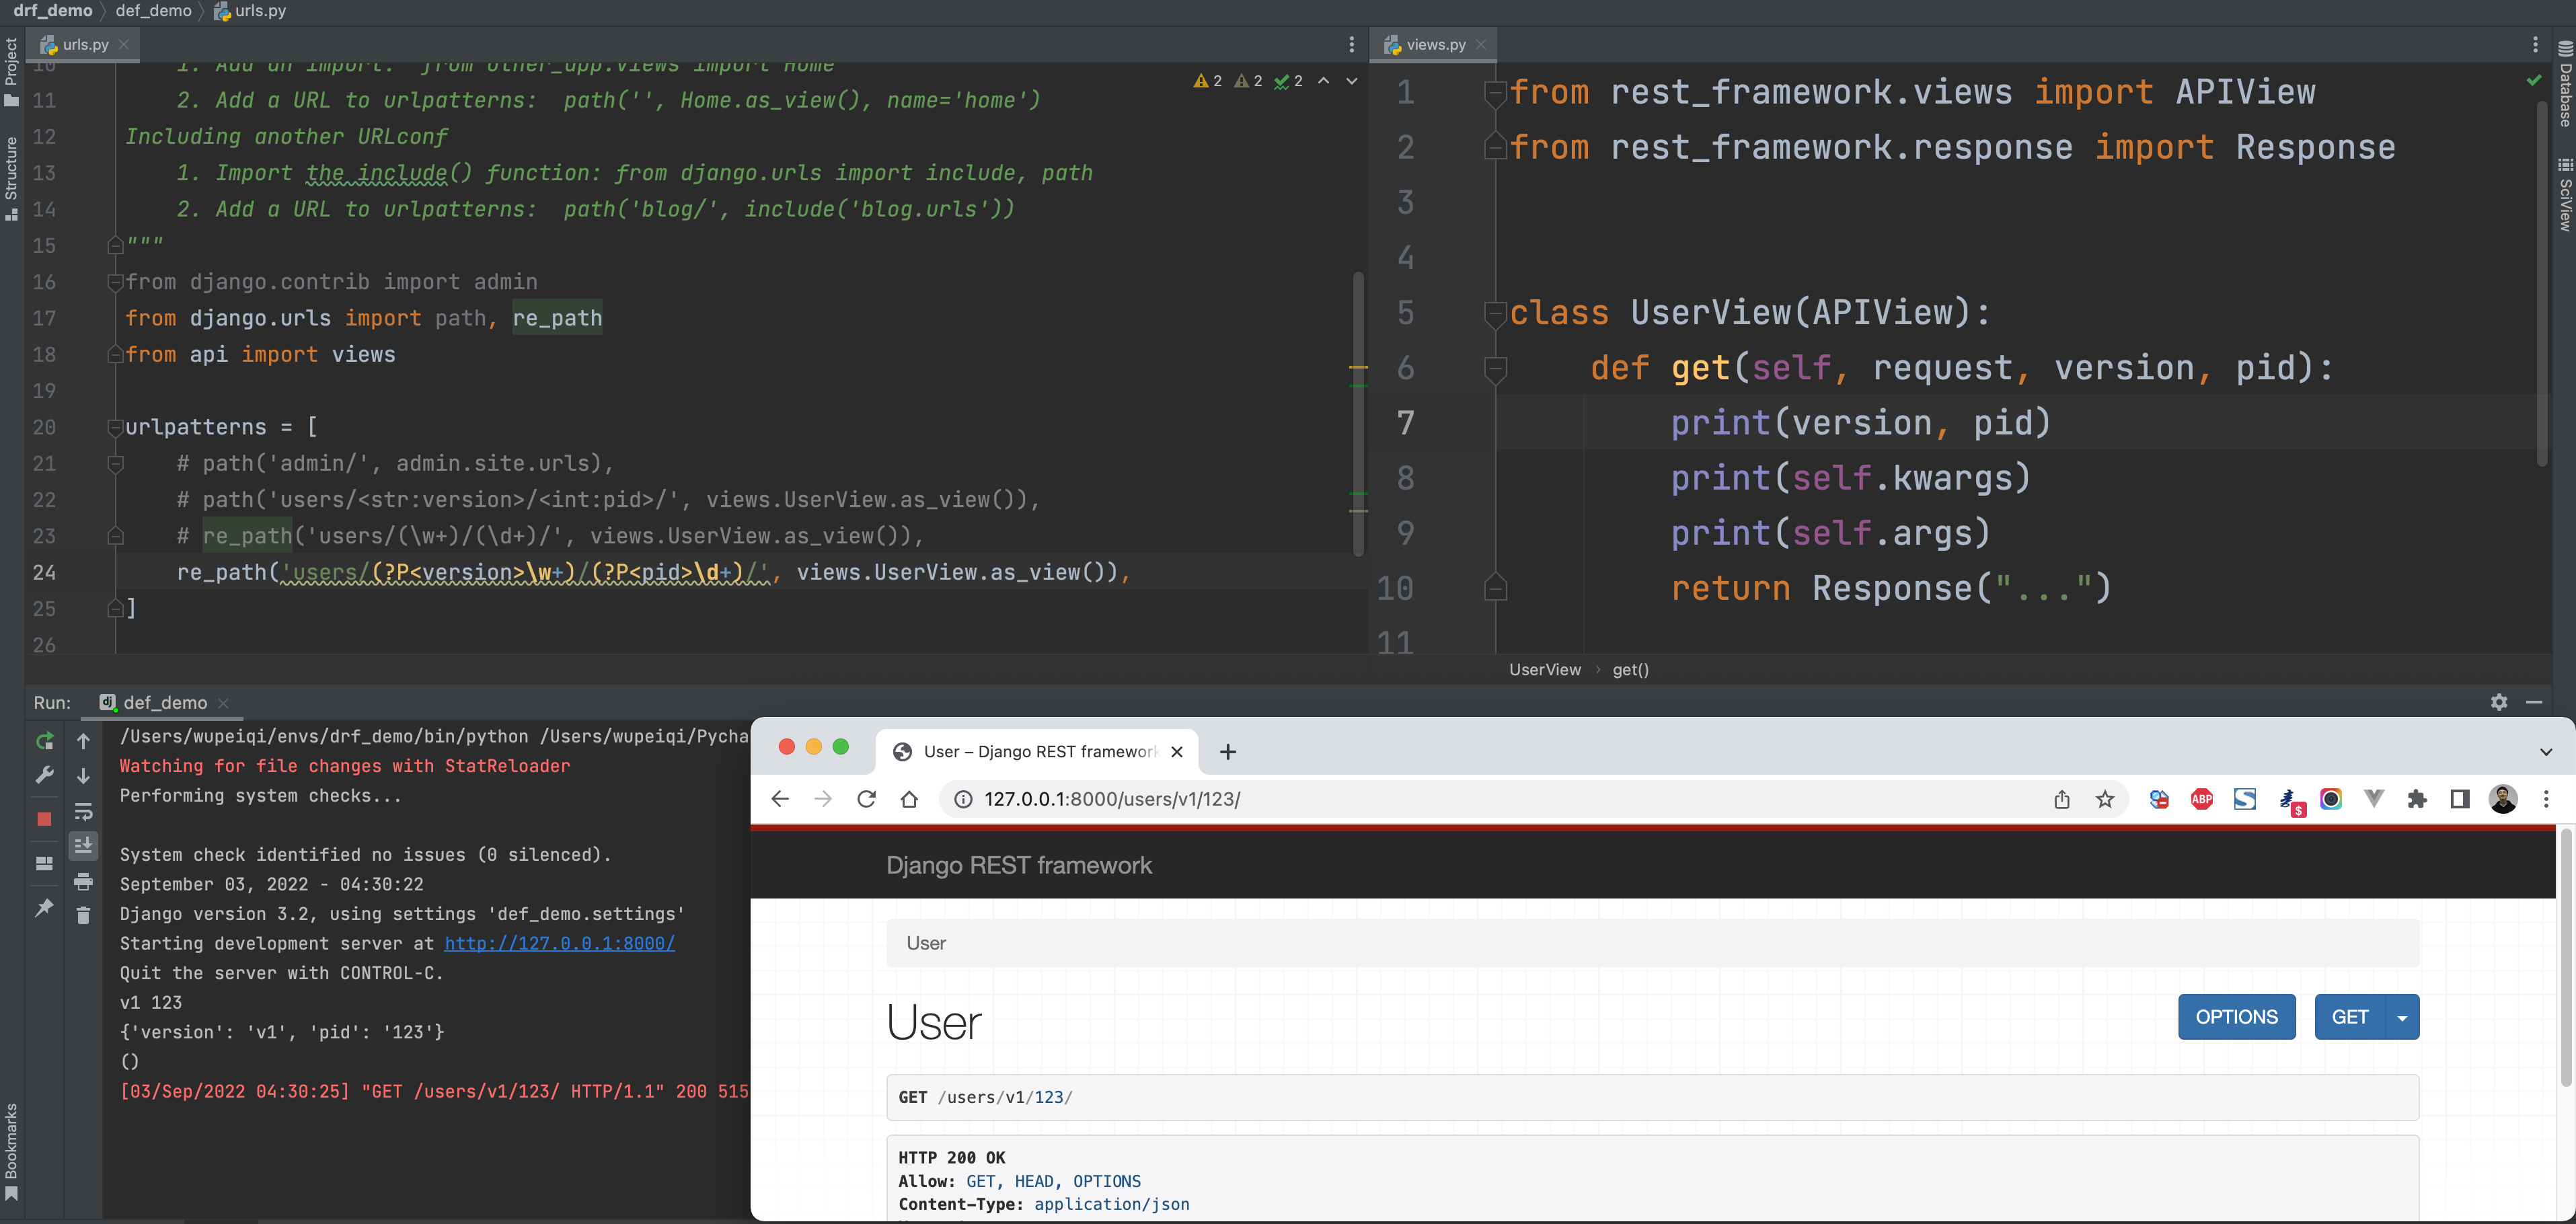 drf_demo
def_demo
urls.py
Project
Structure
Bookmarks
Database
SciView
urls.py
2
2
2
10
1. Add an import:  from other_app.views import Home
11
2. Add a URL to urlpatterns:  path('', Home.as_view(), name='home')
12
Including another URLconf
13
1. Import the include() function: from django.urls import include, path
14
2. Add a URL to urlpatterns:  path('blog/', include('blog.urls'))
15
"""
16
from django.contrib import admin
17
from django.urls import path, re_path
18
from api import views
19
20
urlpatterns = [
21
# path('admin/', admin.site.urls),
22
# path('users/<str:version>/<int:pid>/', views.UserView.as_view()),
23
# re_path('users/(\w+)/(\d+)/', views.UserView.as_view()),
24
re_path('users/(?P<version>\w+)/(?P<pid>\d+)/', views.UserView.as_view()),
25
]
26
views.py
1
from rest_framework.views import APIView
2
from rest_framework.response import Response
3
4
5
class UserView(APIView):
6
def get(self, request, version, pid):
7
print(version, pid)
8
print(self.kwargs)
9
print(self.args)
10
return Response("...")
11
UserView
get()
Run:
dj
def_demo
/Users/wupeiqi/envs/drf_demo/bin/python /Users/wupeiqi/Pycha
Watching for file changes with StatReloader
Performing system checks...
System check identified no issues (0 silenced).
September 03, 2022 - 04:30:22
Django version 3.2, using settings 'def_demo.settings'
Starting development server at http://127.0.0.1:8000/
Quit the server with CONTROL-C.
v1 123
{'version': 'v1', 'pid': '123'}
()
[03/Sep/2022 04:30:25] "GET /users/v1/123/ HTTP/1.1" 200 515
User – Django REST framework
127.0.0.1:8000/users/v1/123/
ABP
$
Django REST framework
User
User
OPTIONS
GET
GET /users/v1/123/
HTTP 200 OK
Allow: GET, HEAD, OPTIONS
Content-Type: application/json